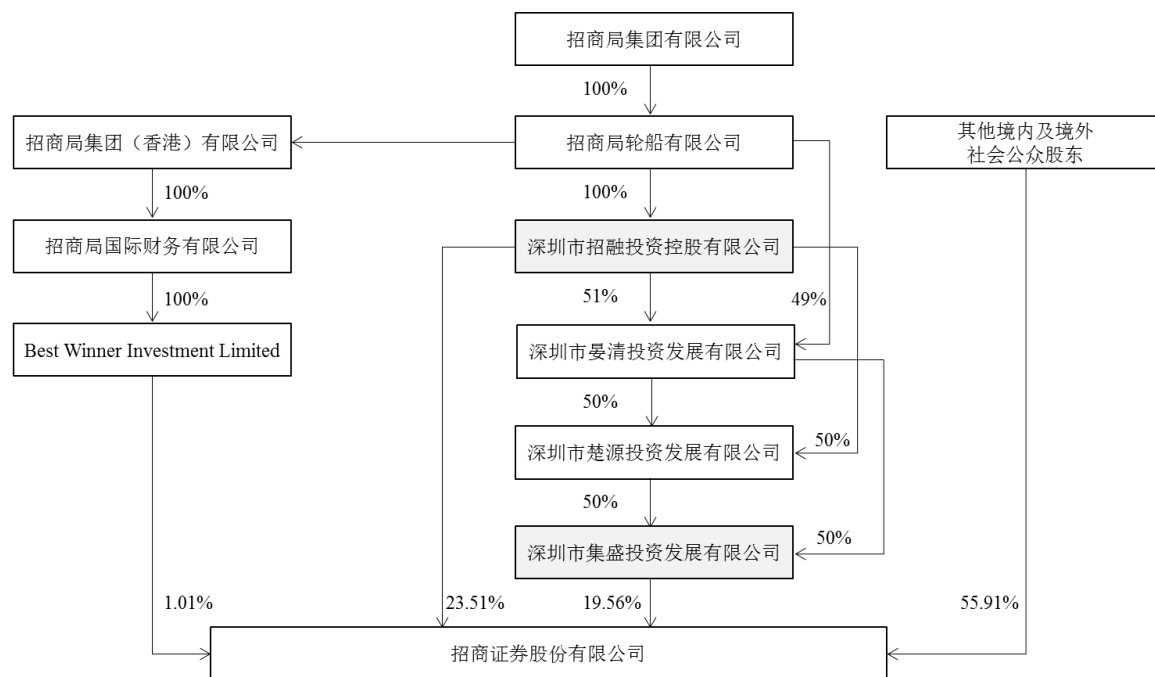 招商局集团有限公司
100%
招商局集团（香港）有限公司
招商局轮船有限公司
其他境内及境外
社会公众股东
100%
100%
招商局国际财务有限公司
深圳市招融投资控股有限公司
100%
51%
49%
Best Winner Investment Limited
深圳市晏清投资发展有限公司
50%
深圳市楚源投资发展有限公司
50%
50%
深圳市集盛投资发展有限公司
50%
1.01%
23.51%
19.56%
55.91%
招商证券股份有限公司